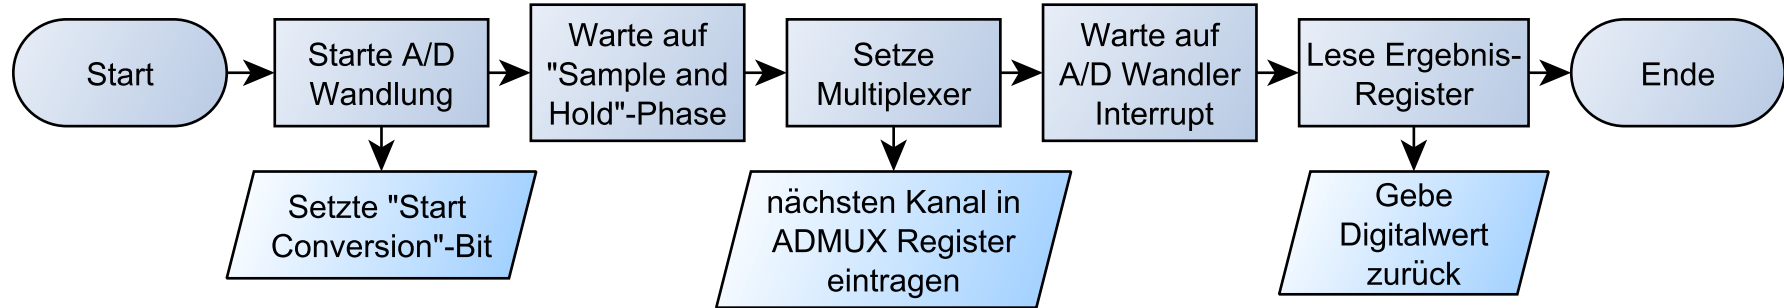 Start
Starte A/D
Wandlung
Warte auf
"Sample and
Hold"-Phase
Setze
Multiplexer
Warte auf
A/D Wandler
Interrupt
Lese Ergebnis-
Register
Ende
Setzte "Start
Conversion"-Bit
nächsten Kanal in
ADMUX Register
eintragen
Gebe
Digitalwert
zurück